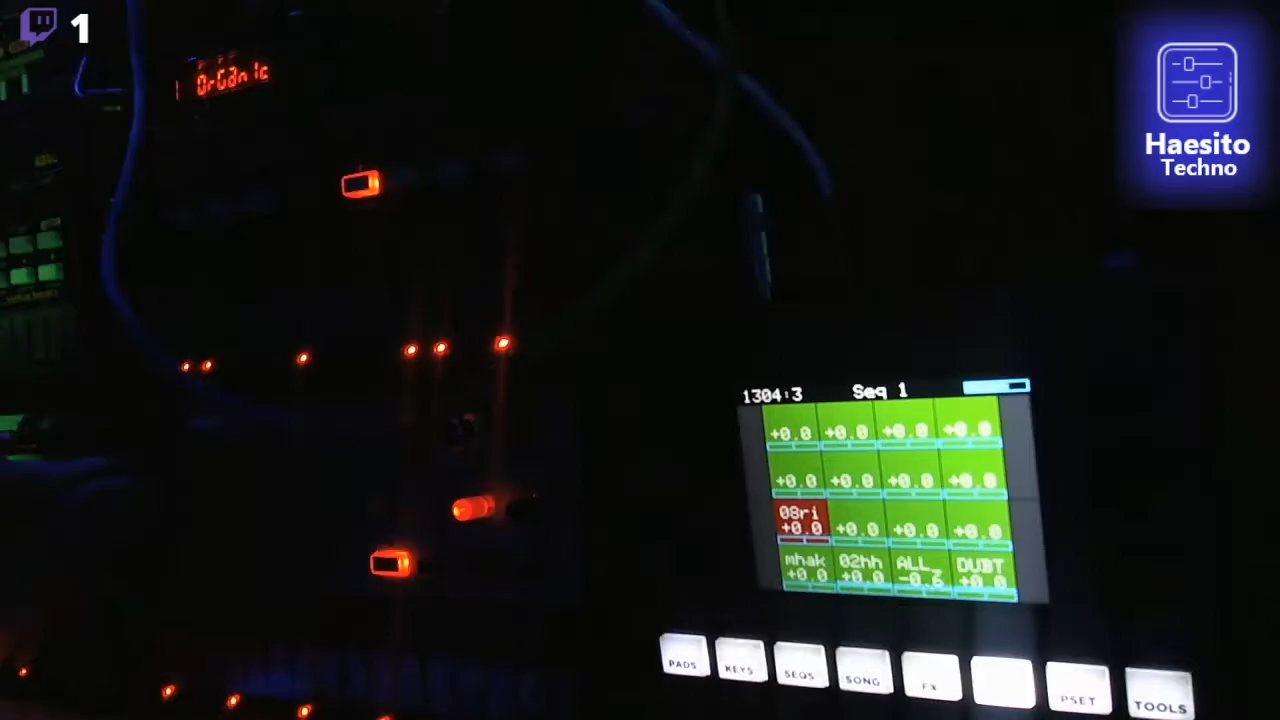 1
Organic
Haesito
Techno
1304:3 Seq 1
+0.0 +0.0 +0.0 +0.0
+0.0 +0.0 +0.0 +0.0
08ri
+0.0 +0.0 +0.0 +0.0
mhak 02hh ALL_ DUBT
+0.0 +0.0 -0.6 +0.0
PADS KEYS SEQS SONG FX PSET TOOLS